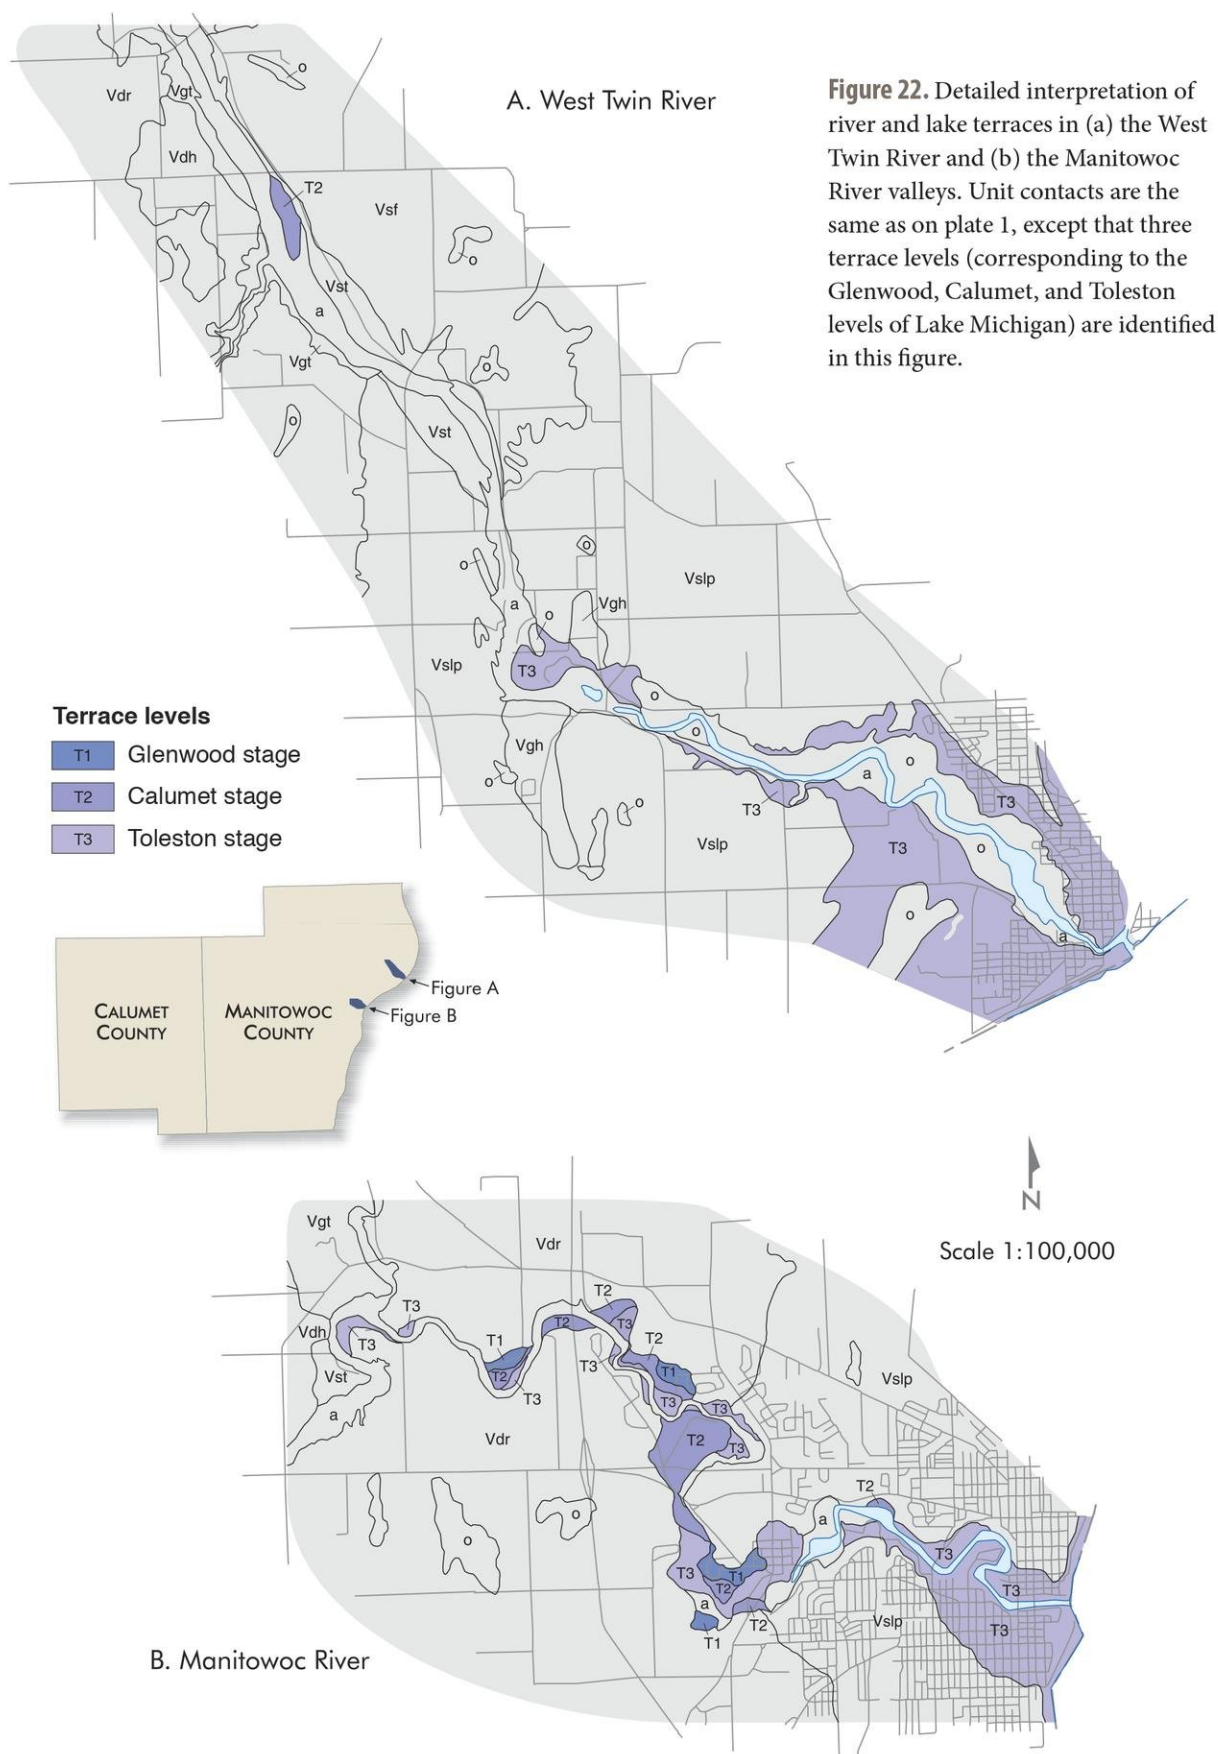 A. West Twin River
Figure 22. Detailed interpretation of
river and lake terraces in (a) the West
Twin River and (b) the Manitowoc
River valleys. Unit contacts are the
same as on plate 1, except that three
terrace levels (corresponding to the
Glenwood, Calumet, and Toleston
levels of Lake Michigan) are identified
in this figure.
o
Vdr
Vgt
Vdh
T2
Vsf
o
Vst
a
Vgt
o
o
Vst
o
o
Vslp
a
o
Vgh
Vslp
T3
o
o
Vgh
o
o
a
o
T3
T3
Vslp
T3
o
o
a
Terrace levels
T1 Glenwood stage
T2 Calumet stage
T3 Toleston stage
CALUMET
COUNTY
MANITOWOC
COUNTY
Figure A
Figure B
N
Scale 1:100,000
Vgt
Vdr
T3
T2
Vdh
T3
T1
T2
T3
T2
T2
T3
T3
T1
Vst
a
T3
T3
Vdr
T2
T3
Vslp
o
o
a
T2
T3
T3
T1
T2
a
T2
T1
T3
T3
Vslp
B. Manitowoc River